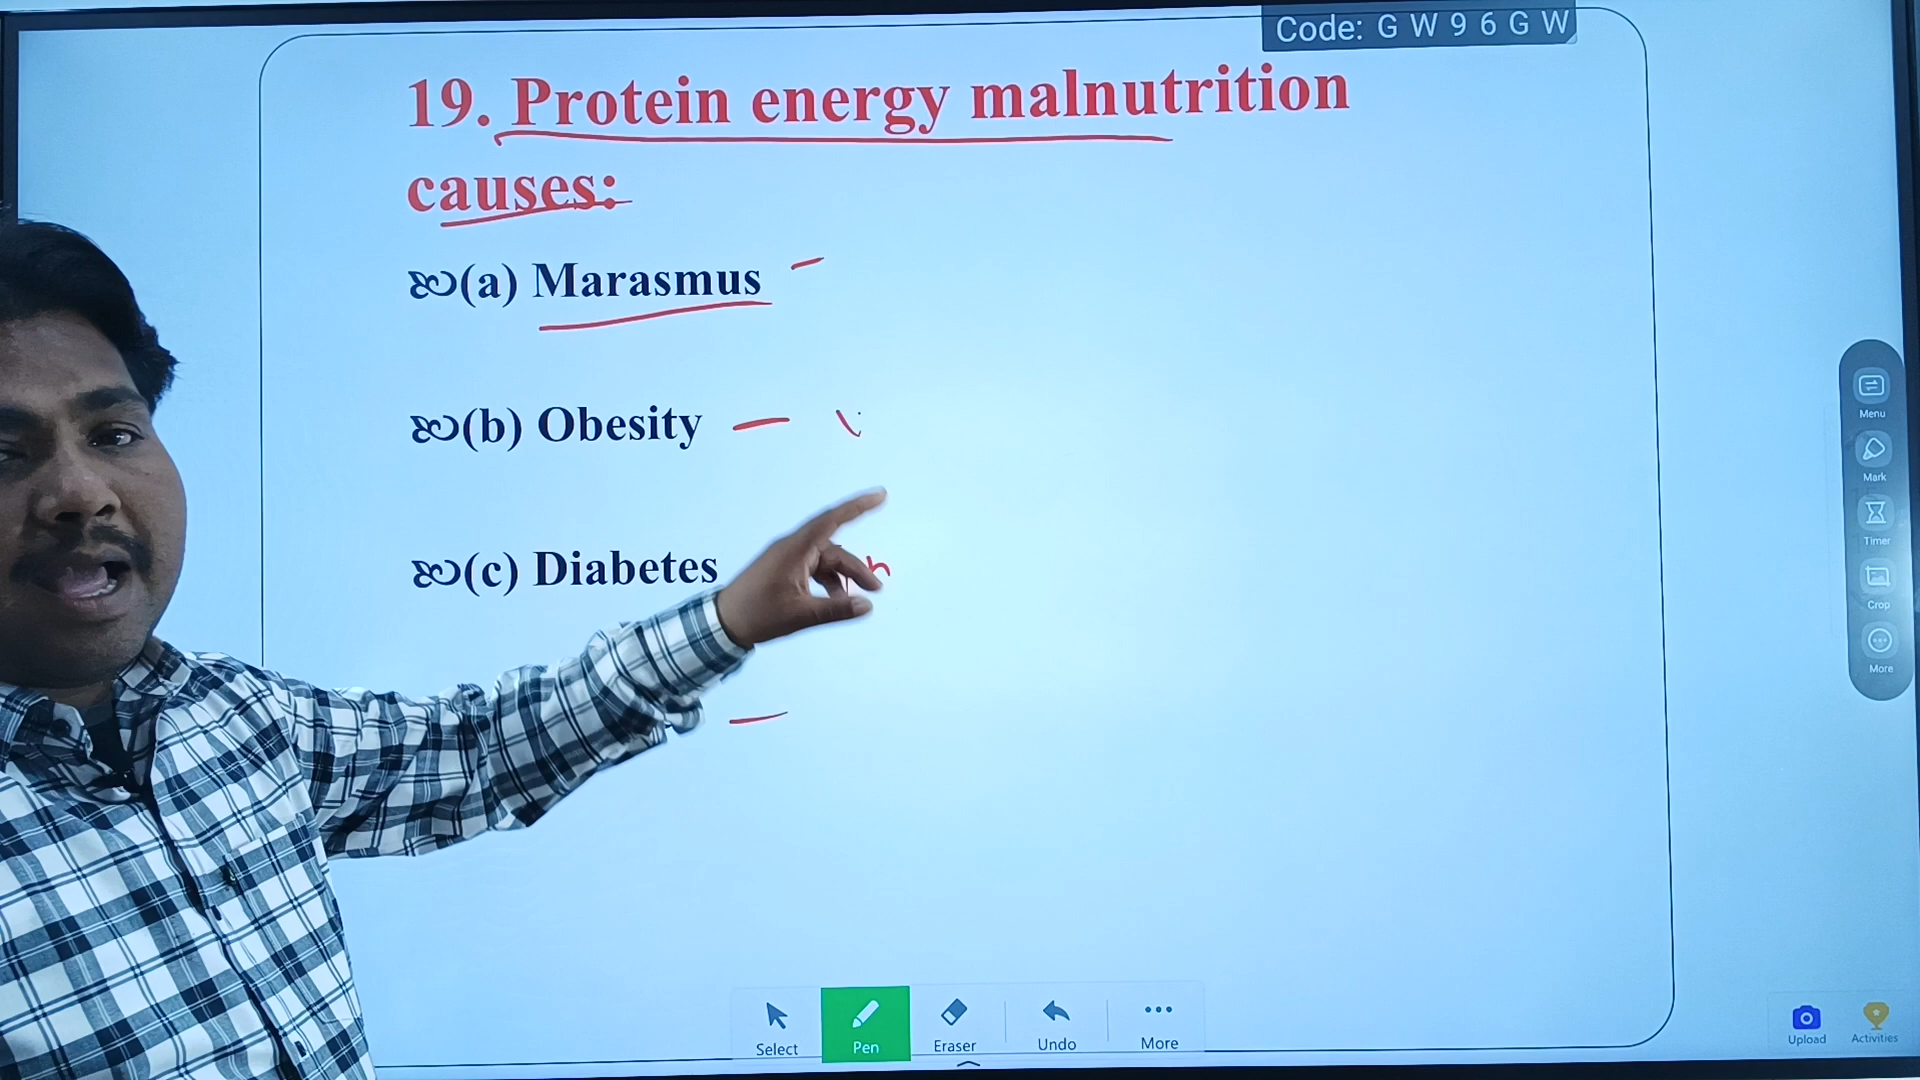 Code: G W 9 6 G W
19. Protein energy malnutrition
causes:
(a) Marasmus
(b) Obesity
(c) Diabetes
Menu
Mark
Timer
Crop
More
Select
Pen
Eraser
Undo
More
Upload
Activities